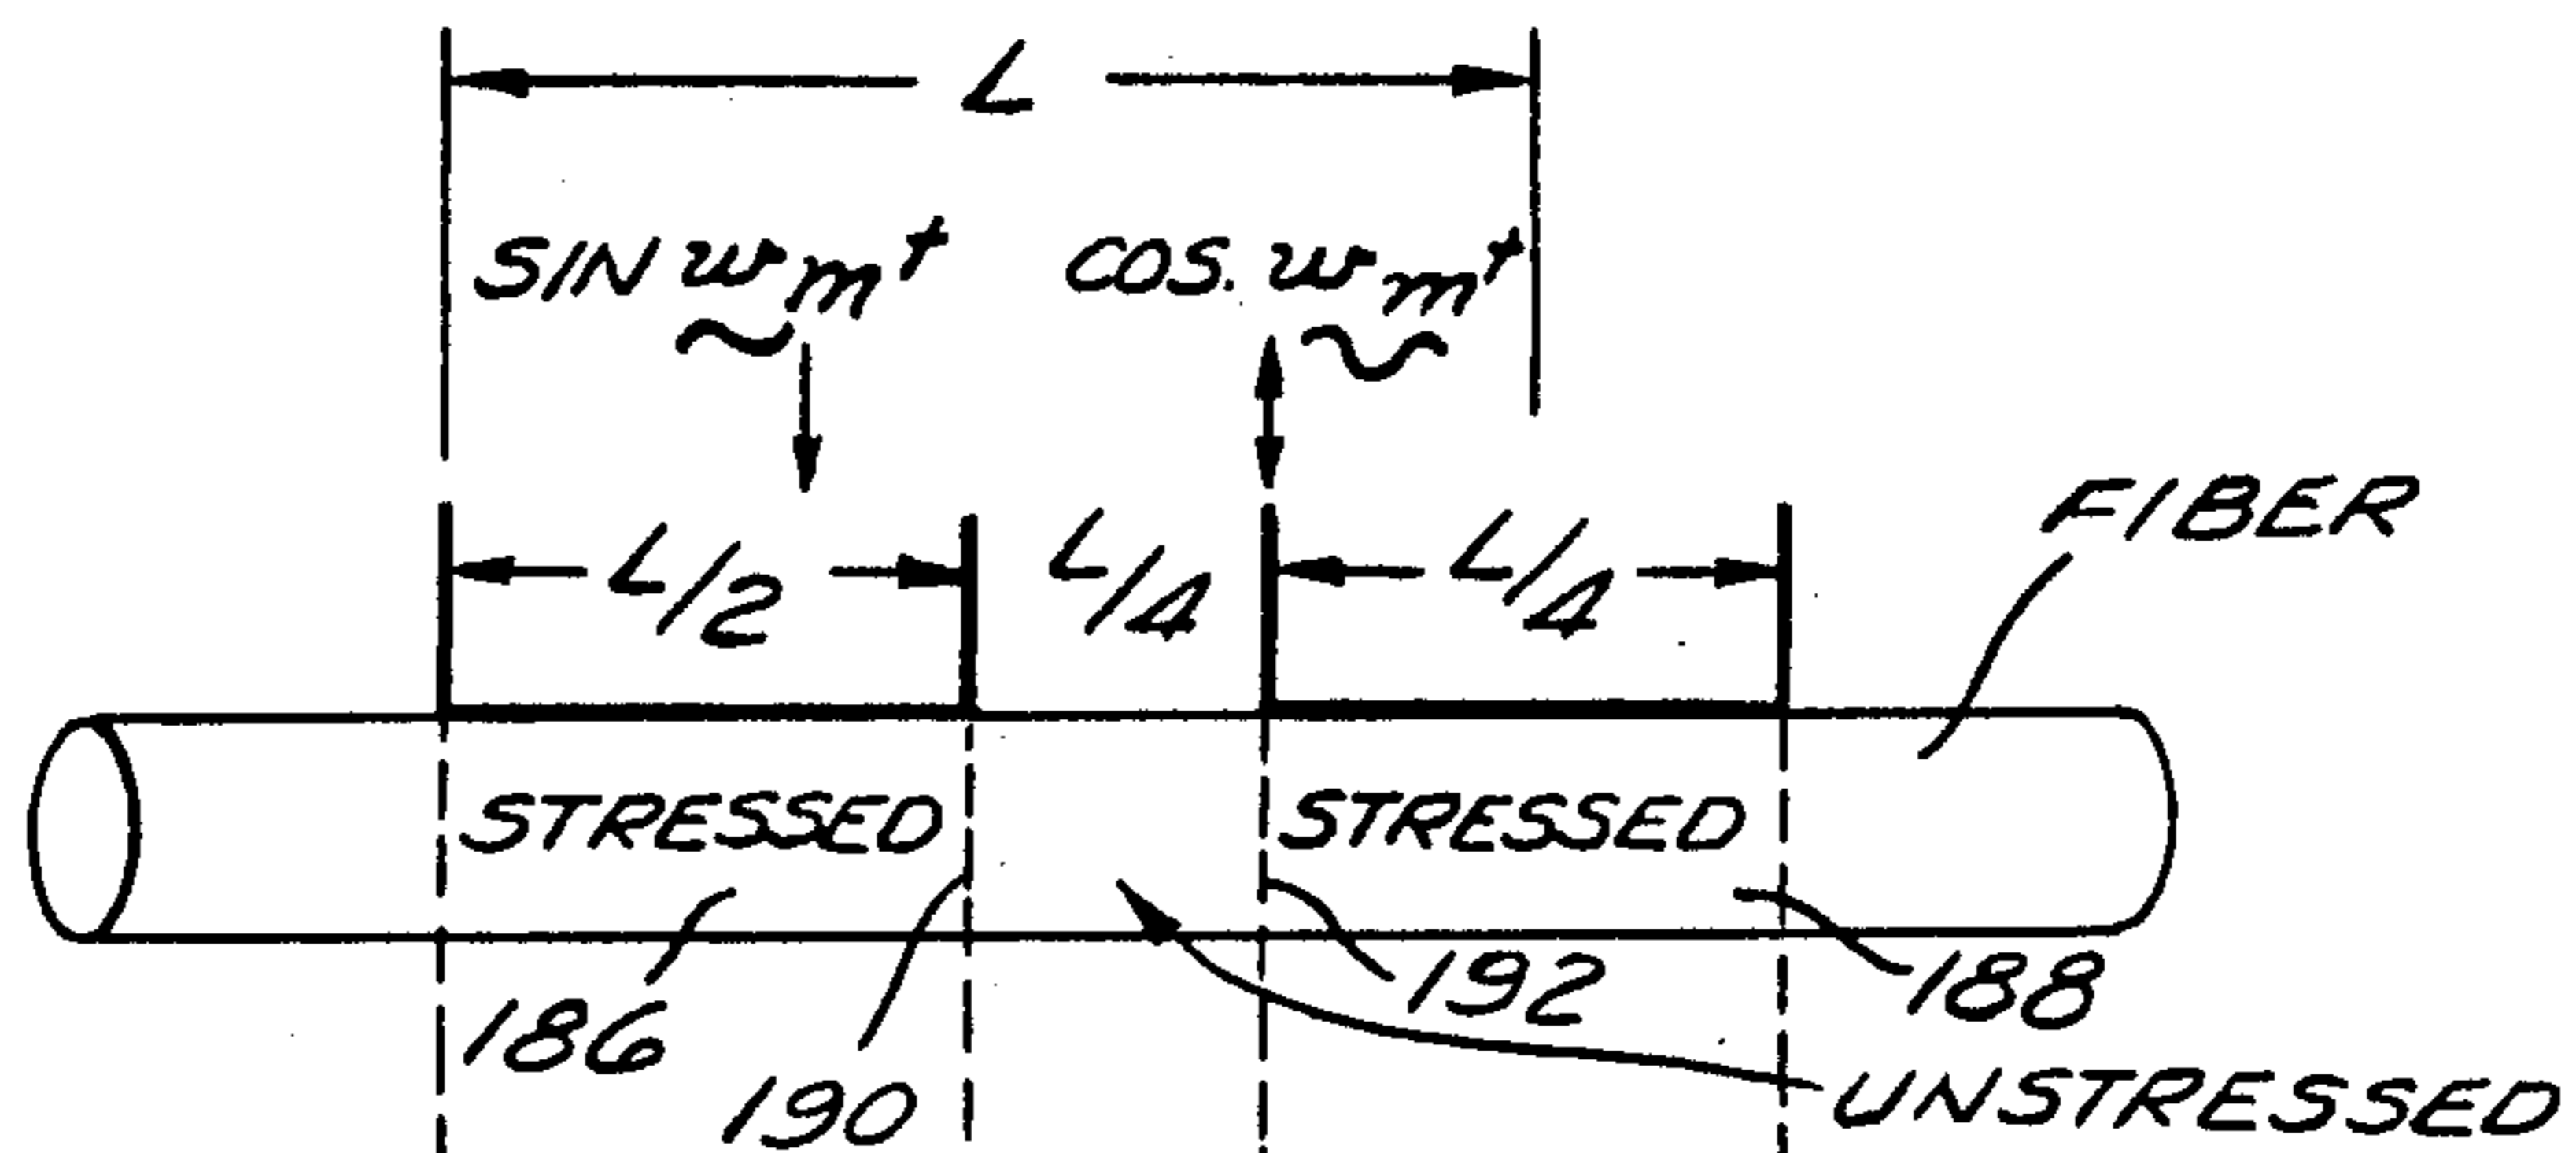 L
SIN wmt COS. wmt
L/2 L/4 L/4 FIBER
STRESSED STRESSED
186 190 192 188
UNSTRESSED